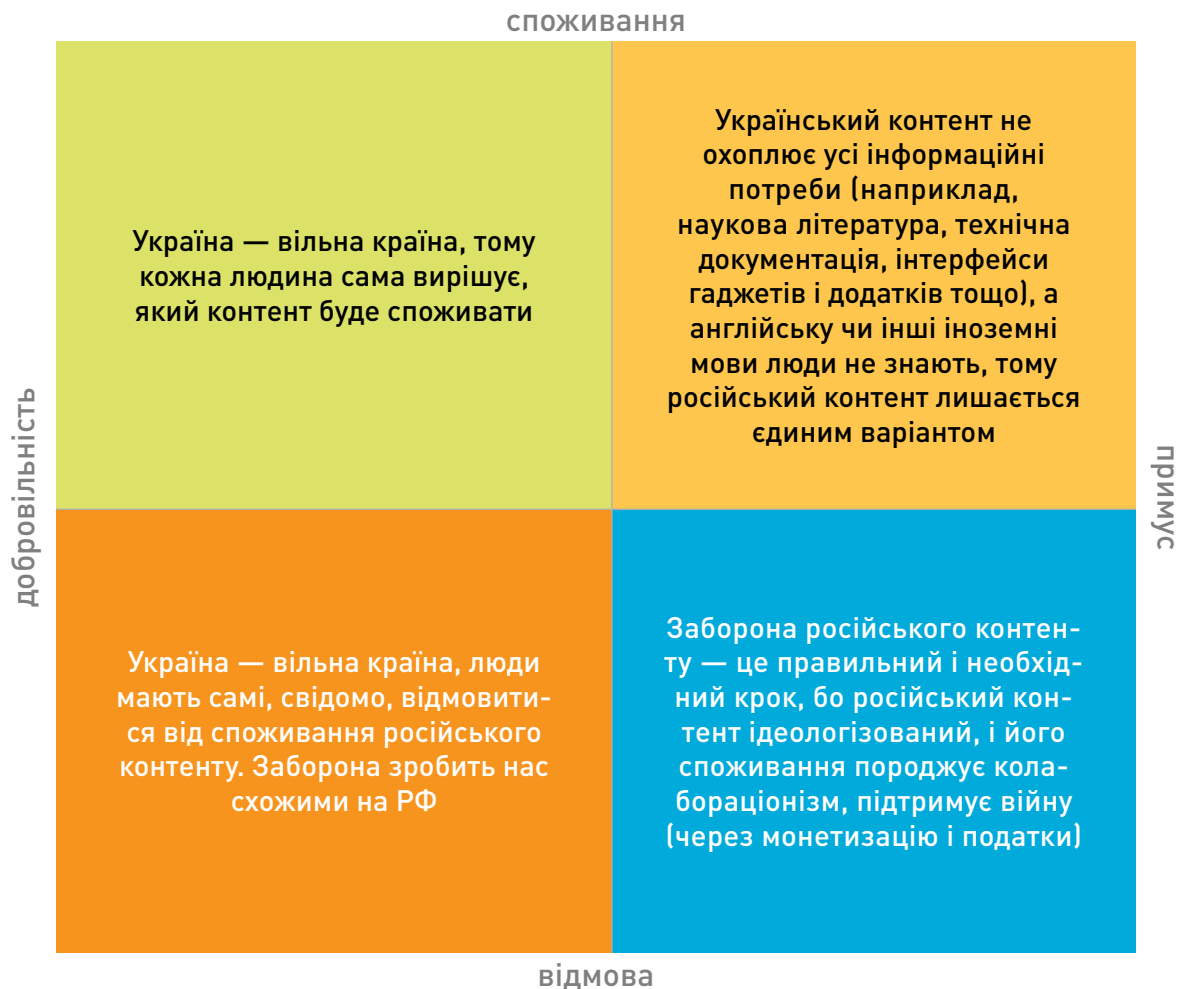 споживання
Україна — вільна країна, тому
кожна людина сама вирішує,
який контент буде споживати
Український контент не
охоплює усі інформаційні
потреби (наприклад,
наукова література, технічна
документація, інтерфейси
гаджетів і додатків тощо), а
англійську чи інші іноземні
мови люди не знають, тому
російський контент лишається
єдиним варіантом
добровільність
примус
Україна — вільна країна, люди
мають самі, свідомо, відмовити-
ся від споживання російського
контенту. Заборона зробить нас
схожими на РФ
Заборона російського контен-
ту — це правильний і необхід-
ний крок, бо російський кон-
тент ідеологізований, і його
споживання породжує кола-
бораціонізм, підтримує війну
(через монетизацію і податки)
відмова